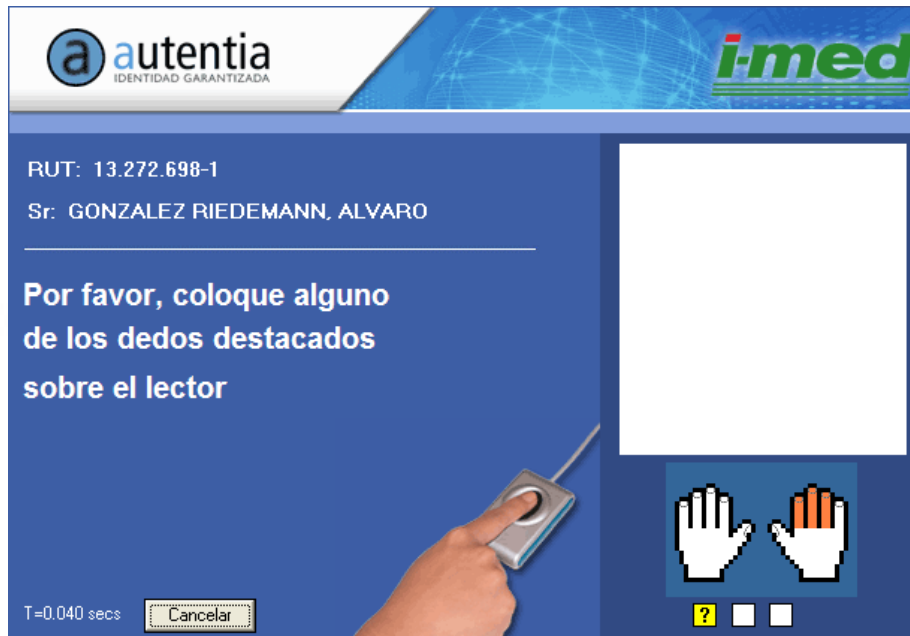 a autentia
IDENTIDAD GARANTIZADA
i-med
RUT: 13.272.698-1
Sr: GONZALEZ RIEDEMANN, ALVARO
Por favor, coloque alguno
de los dedos destacados
sobre el lector
T=0.040 secs
Cancelar
?